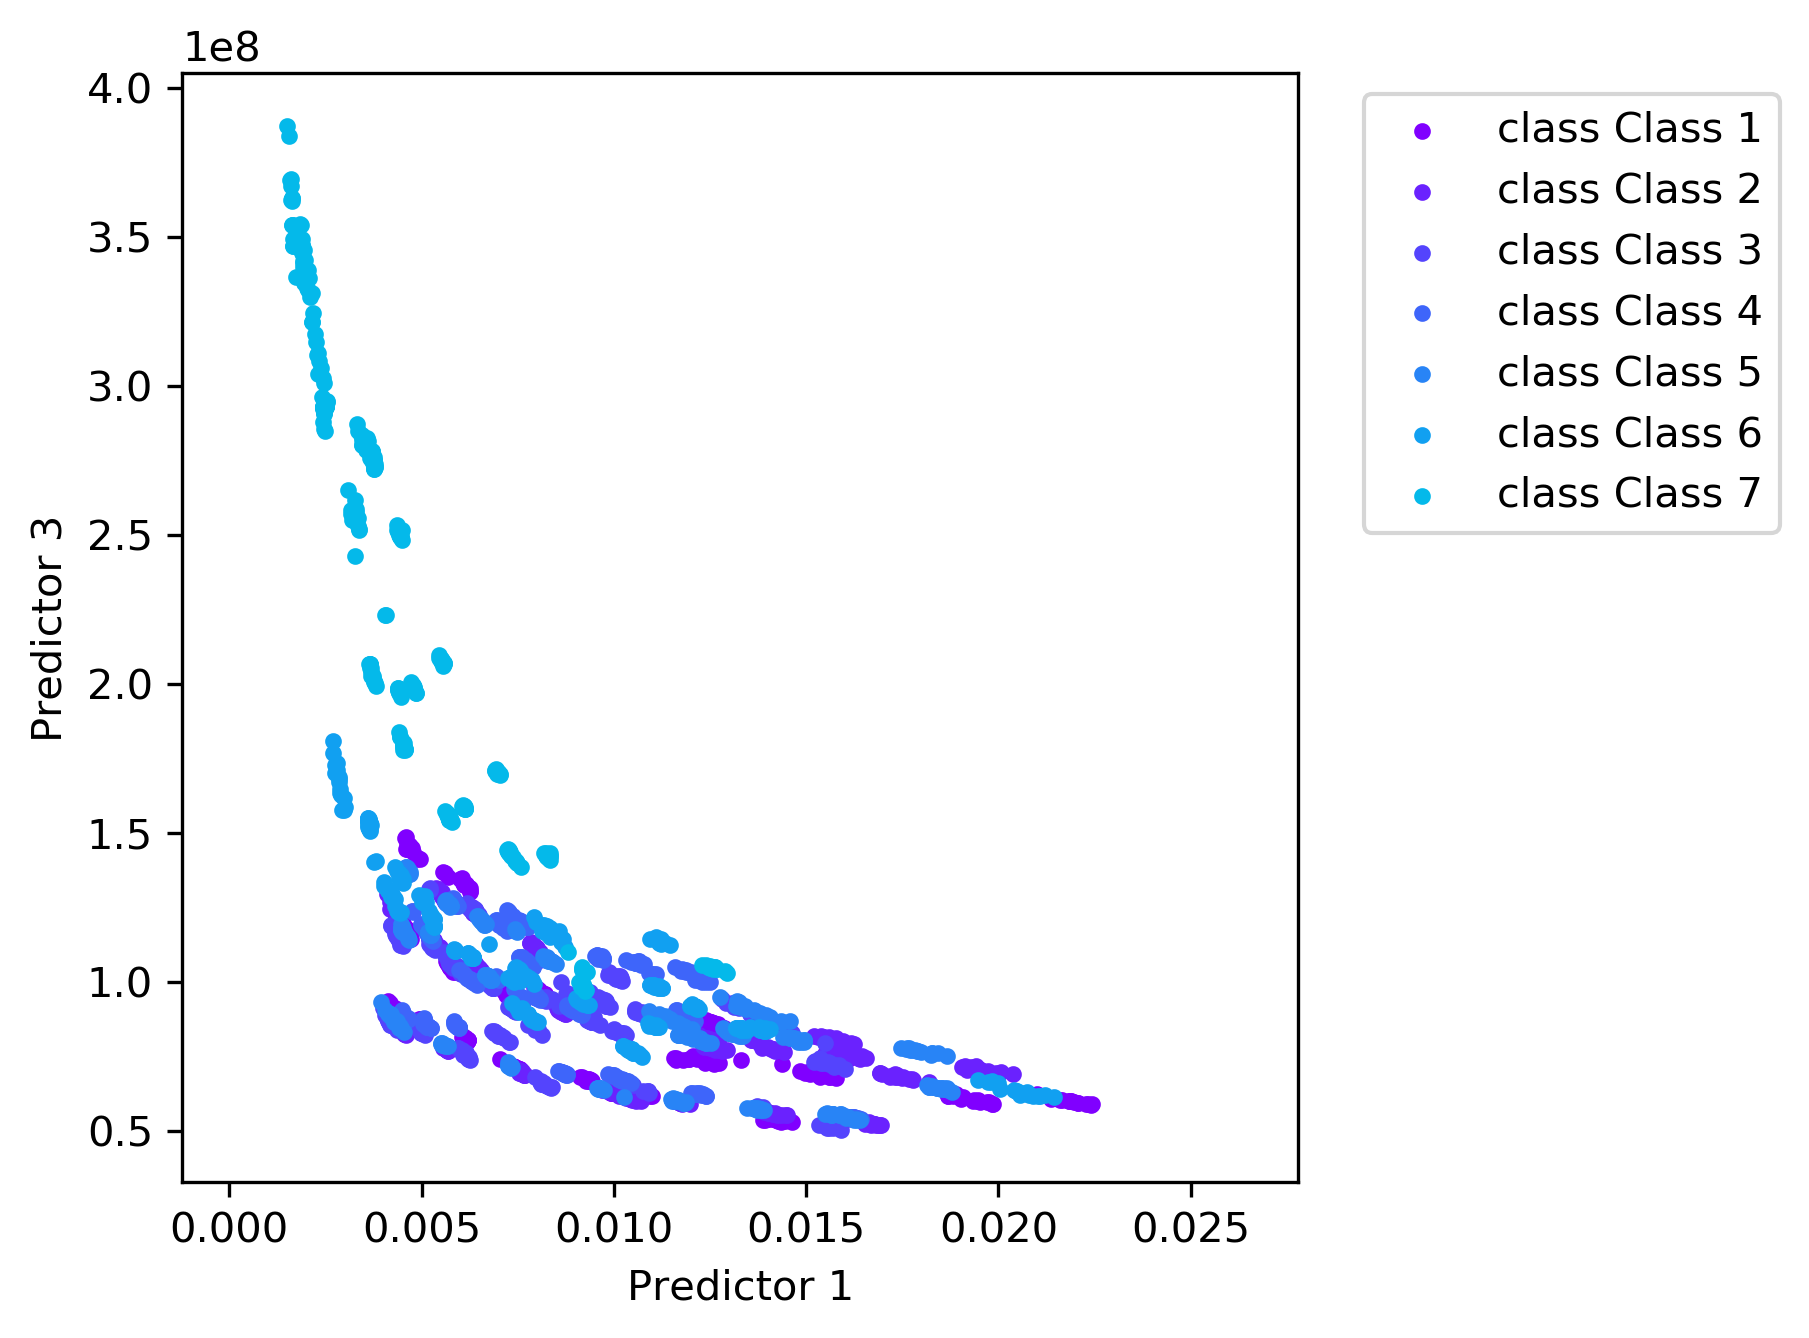 1e8
4.0
3.5
3.0
2.5
2.0
1.5
1.0
0.5
Predictor 3
0.000 0.005 0.010 0.015 0.020 0.025
Predictor 1
class Class 1
class Class 2
class Class 3
class Class 4
class Class 5
class Class 6
class Class 7